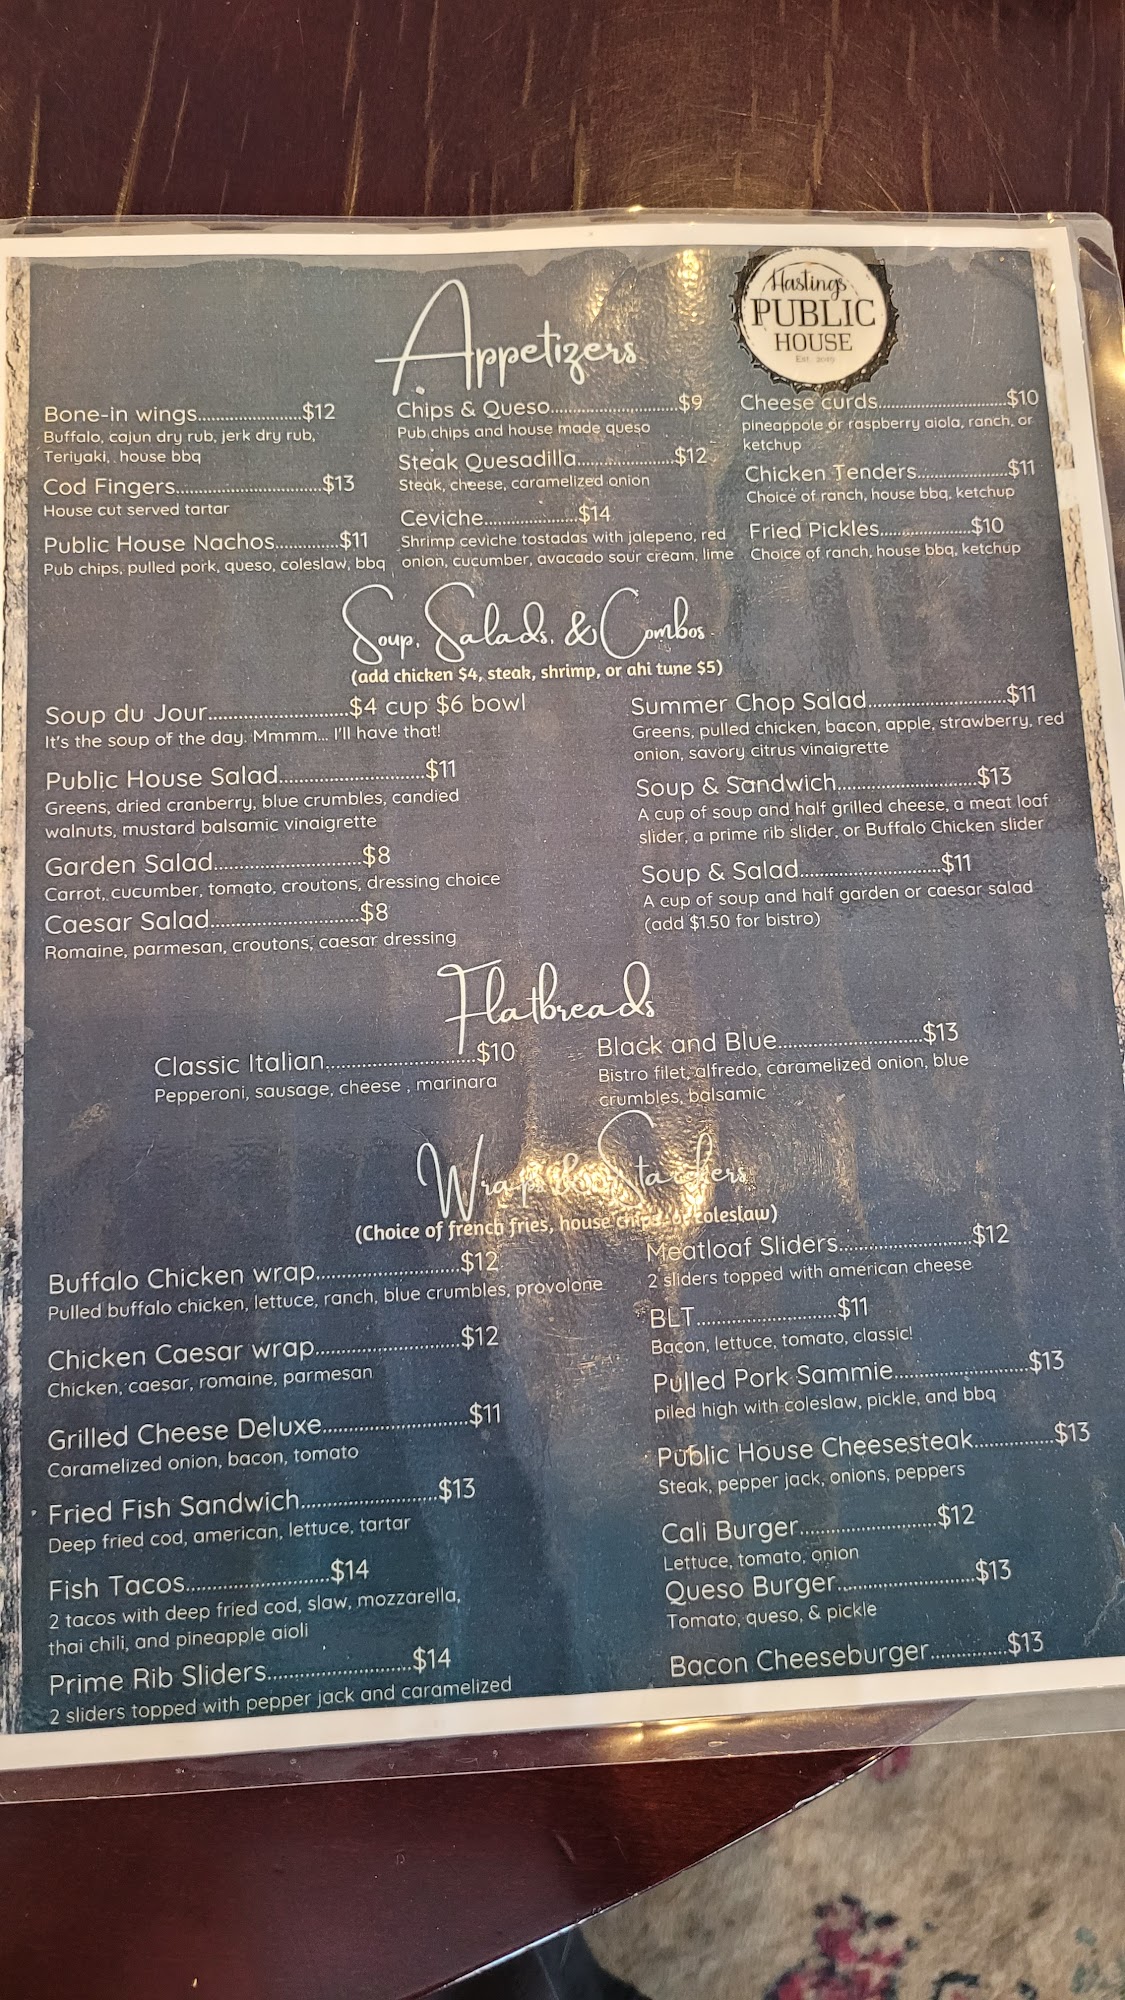 Hastings
PUBLIC
HOUSE
Est. 2019
Appetizers
Bone-in wings......................$12
Buffalo, cajun dry rub, jerk dry rub,
Teriyaki, . house bbq
Cod Fingers..............................$13
House cut served tartar
Public House Nachos.............$11
Pub chips, pulled pork, queso, coleslaw, bbq
Chips & Queso...........................$9
Pub chips and house made queso
Steak Quesadilla.....................$12
Steak, cheese, caramelized onion
Ceviche.....................$14
Shrimp ceviche tostadas with jalepeno, red
onion, cucumber, avacado sour cream, lime
Cheese curds...........................$10
pineappole or raspberry aiola, ranch, or
ketchup
Chicken Tenders...................$11
Choice of ranch, house bbq, ketchup
Fried Pickles...................$10
Choice of ranch, house bbq, ketchup
Soup, Salads, & Combos
(add chicken $4, steak, shrimp, or ahi tune $5)
Soup du Jour............................$4 cup $6 bowl
It's the soup of the day. Mmmm... I'll have that!
Public House Salad............................$11
Greens, dried cranberry, blue crumbles, candied
walnuts, mustard balsamic vinaigrette
Garden Salad............................$8
Carrot, cucumber, tomato, croutons, dressing choice
Caesar Salad............................$8
Romaine, parmesan, croutons, caesar dressing
Summer Chop Salad............................$11
Greens, pulled chicken, bacon, apple, strawberry, red
onion, savory citrus vinaigrette
Soup & Sandwich............................$13
A cup of soup and half grilled cheese, a meat loaf
slider, a prime rib slider, or Buffalo Chicken slider
Soup & Salad............................$11
A cup of soup and half garden or caesar salad
(add $1.50 for bistro)
Flatbreads
Classic Italian............................$10
Pepperoni, sausage, cheese , marinara
Black and Blue............................$13
Bistro filet, alfredo, caramelized onion, blue
crumbles, balsamic
Wraps & Stackers
(Choice of french fries, house chips, or coleslaw)
Buffalo Chicken wrap............................$12
Pulled buffalo chicken, lettuce, ranch, blue crumbles, provolone
Chicken Caesar wrap............................$12
Chicken, caesar, romaine, parmesan
Grilled Cheese Deluxe............................$11
Caramelized onion, bacon, tomato
Fried Fish Sandwich............................$13
Deep fried cod, american, lettuce, tartar
Fish Tacos............................$14
2 tacos with deep fried cod, slaw, mozzarella,
thai chili, and pineapple aioli
Prime Rib Sliders............................$14
2 sliders topped with pepper jack and caramelized
Meatloaf Sliders..........................$12
2 sliders topped with american cheese
BLT............................$11
Bacon, lettuce, tomato, classic!
Pulled Pork Sammie..........................$13
piled high with coleslaw, pickle, and bbq
Public House Cheesesteak...............$13
Steak, pepper jack, onions, peppers
Cali Burger..........................$12
Lettuce, tomato, onion
Queso Burger..........................$13
Tomato, queso, & pickle
Bacon Cheeseburger...............$13